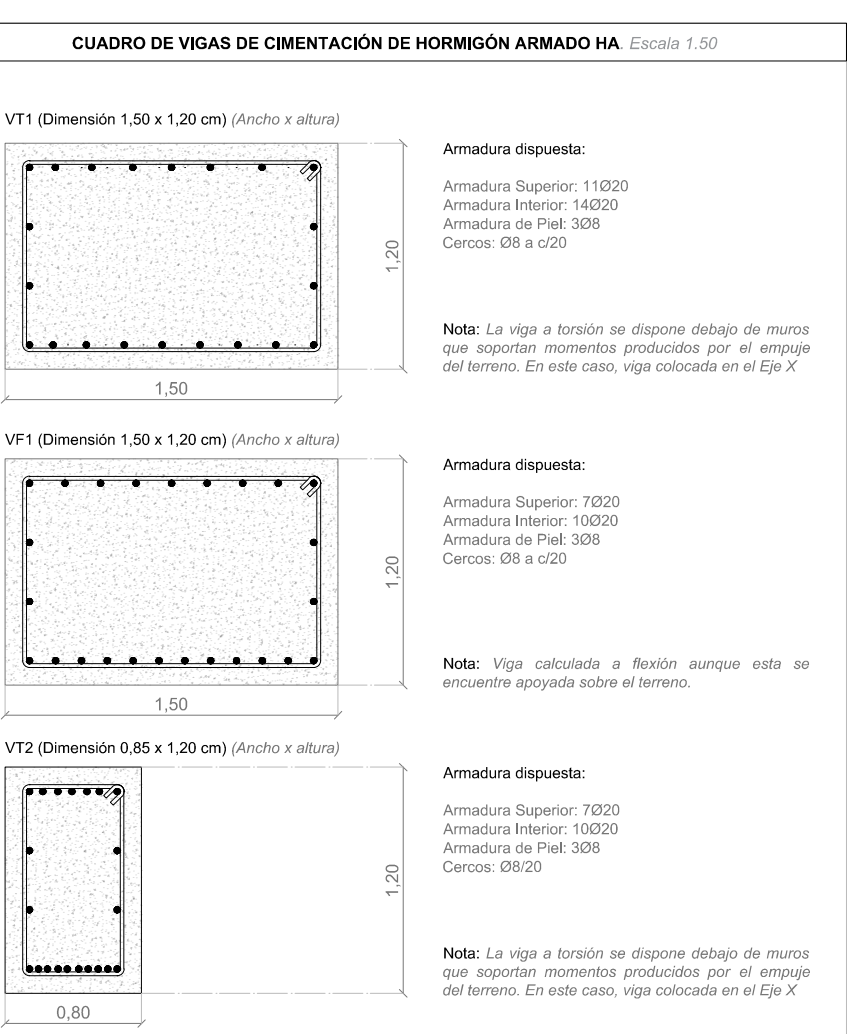 CUADRO DE VIGAS DE CIMENTACIÓN DE HORMIGÓN ARMADO HA. Escala 1.50
VT1 (Dimensión 1,50 x 1,20 cm) (Ancho x altura)
1,20
1,50
Armadura dispuesta:
Armadura Superior: 11Ø20
Armadura Interior: 14Ø20
Armadura de Piel: 3Ø8
Cercos: Ø8 a c/20
Nota: La viga a torsión se dispone debajo de muros
que soportan momentos producidos por el empuje
del terreno. En este caso, viga colocada en el Eje X
VF1 (Dimensión 1,50 x 1,20 cm) (Ancho x altura)
1,20
1,50
Armadura dispuesta:
Armadura Superior: 7Ø20
Armadura Interior: 10Ø20
Armadura de Piel: 3Ø8
Cercos: Ø8 a c/20
Nota: Viga calculada a flexión aunque esta se
encuentre apoyada sobre el terreno.
VT2 (Dimensión 0,85 x 1,20 cm) (Ancho x altura)
1,20
0,80
Armadura dispuesta:
Armadura Superior: 7Ø20
Armadura Interior: 10Ø20
Armadura de Piel: 3Ø8
Cercos: Ø8/20
Nota: La viga a torsión se dispone debajo de muros
que soportan momentos producidos por el empuje
del terreno. En este caso, viga colocada en el Eje X